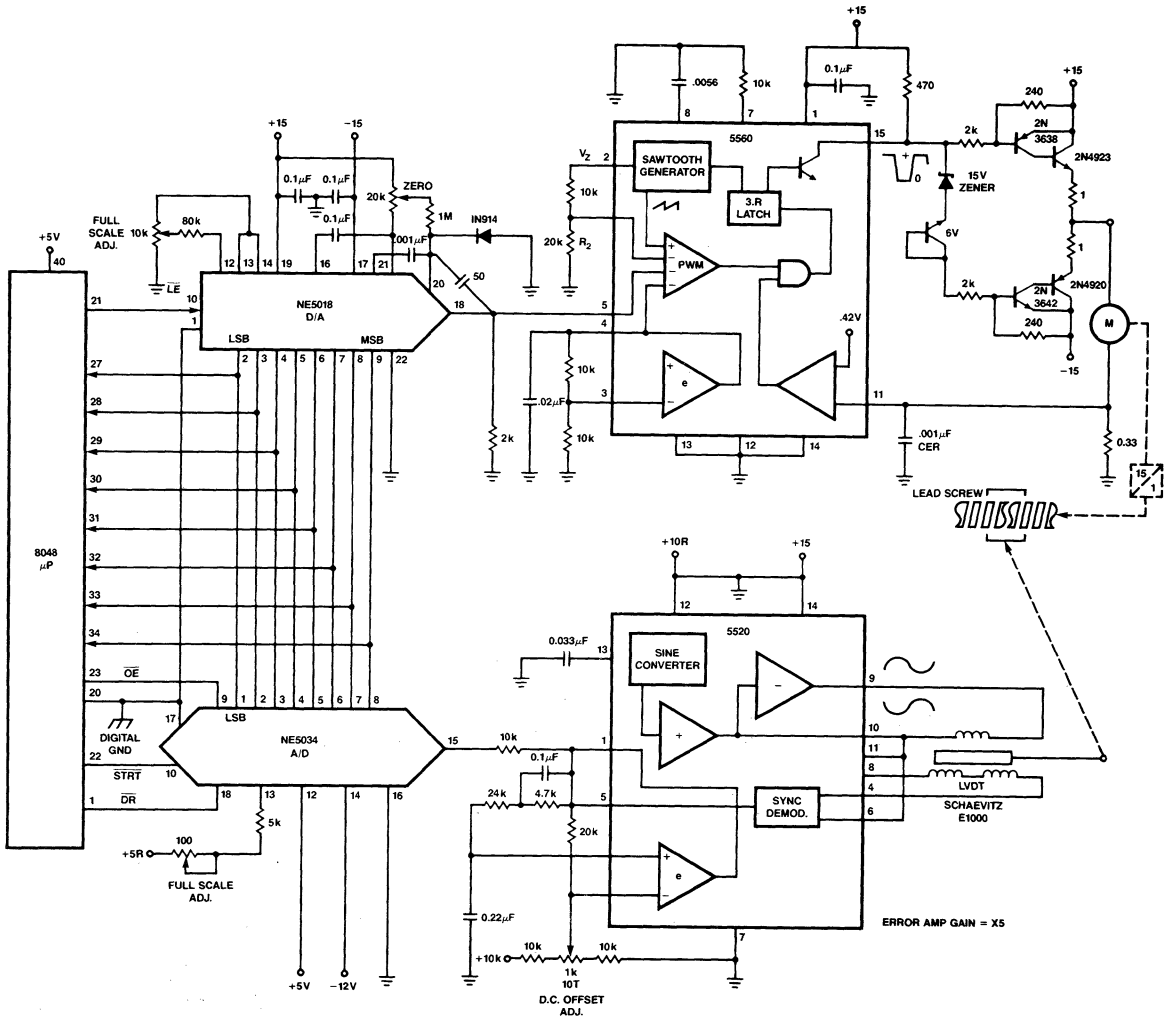 +15
.0056
10k
0.1µF
470
+15
240
8
7
1
15
2k
2N
3638
2N4923
5560
+15
-15
VZ
2
SAWTOOTH
GENERATOR
+
0
15V
ZENER
1
0.1µF
0.1µF
20k
ZERO
10k
S.R
LATCH
1
FULL
SCALE
ADJ.
10k
80k
0.1µF
1M
IN914
20k
R2
6V
.001µF
+
−
−
−
PWM
2k
2N
3642
2N4920
+5V
12
13
14
19
16
17
21
20
50
40
21
LE
10
NE5018
D/A
18
5
240
M
1
4
.42V
-15
LSB
MSB
27
2
3
4
5
6
7
8
9
22
10k
+
e
−
28
.02µF
3
11
29
2k
10k
.001µF
CER
0.33
13
12
14
30
15
1
LEAD SCREW
31
8048
µP
32
+10R
+15
33
12
14
34
0.033µF
13
5520
SINE
CONVERTER
23
OE
−
9
20
9
1
2
3
4
5
6
7
8
LSB
17
+
10
DIGITAL
GND
NE5034
A/D
15
10k
1
11
22
STRT
10
0.1µF
8
LVDT
1
DR
18
13
12
14
16
24k
4.7k
5
SYNC
DEMOD.
4
SCHAEVITZ
E1000
6
5k
20k
+5R
100
+
e
−
FULL SCALE
ADJ.
0.22µF
ERROR AMP GAIN = X5
7
+10k
10k
10k
+5V
-12V
1k
10T
D.C. OFFSET
ADJ.